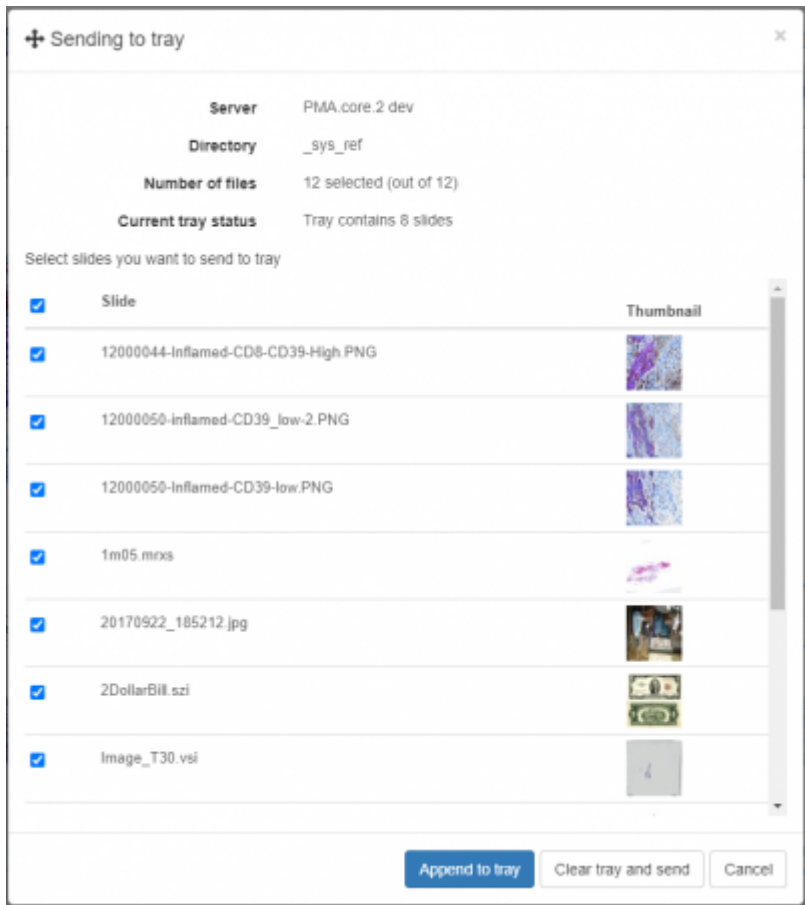 Sending to tray
×
Server PMA.core.2 dev
Directory _sys_ref
Number of files 12 selected (out of 12)
Current tray status Tray contains 8 slides
Select slides you want to send to tray
Slide Thumbnail
12000044-Inflamed-CD8-CD39-High.PNG
12000050-inflamed-CD39_low-2.PNG
12000050-Inflamed-CD39-low.PNG
1m05.mrxs
20170922_185212.jpg
2DollarBill.szi
Image_T30.vsi
Append to tray Clear tray and send Cancel